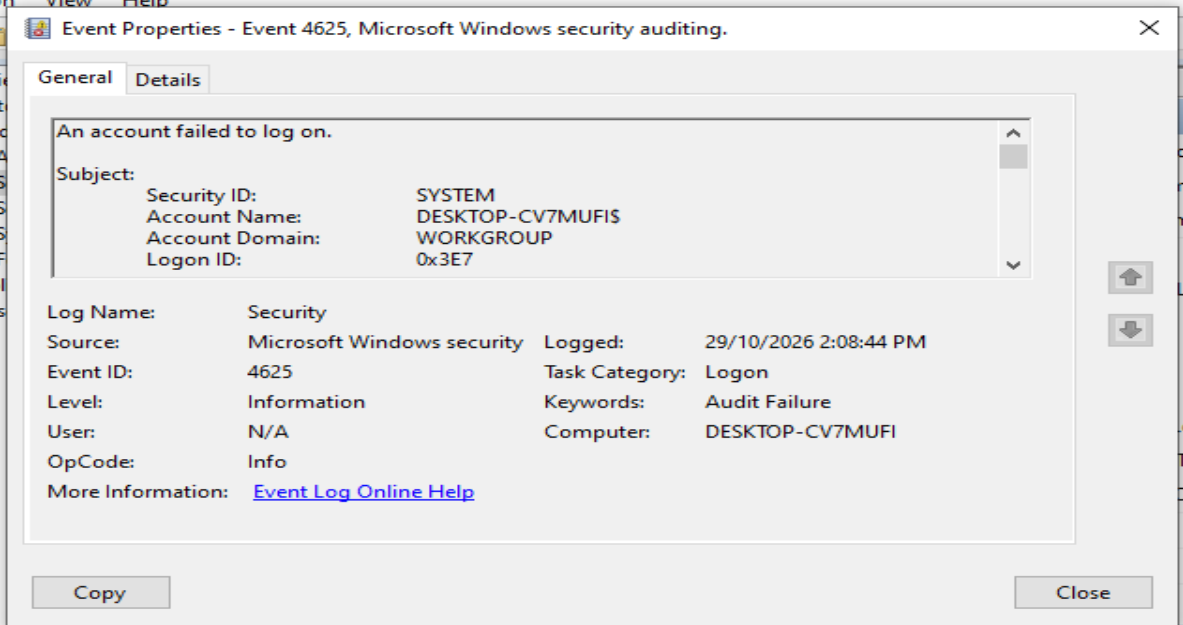 View Help
Event Properties - Event 4625, Microsoft Windows security auditing.
General Details
An account failed to log on.
Subject:
Security ID: SYSTEM
Account Name: DESKTOP-CV7MUFI$
Account Domain: WORKGROUP
Logon ID: 0x3E7
Log Name: Security
Source: Microsoft Windows security Logged: 29/10/2026 2:08:44 PM
Event ID: 4625 Task Category: Logon
Level: Information Keywords: Audit Failure
User: N/A Computer: DESKTOP-CV7MUFI
OpCode: Info
More Information: Event Log Online Help
Copy Close